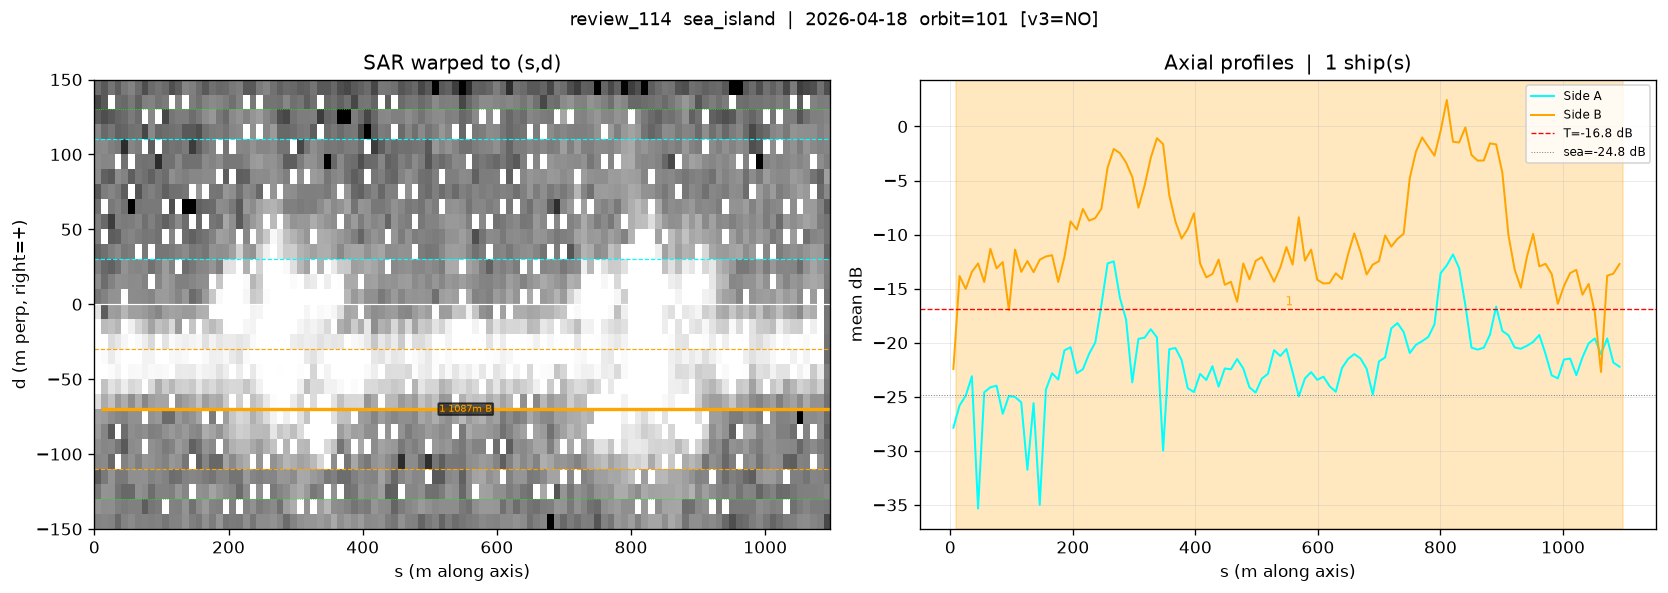 review_114  sea_island  |  2026-04-18  orbit=101  [v3=NO]
SAR warped to (s,d)
150
100
50
0
−50
−100
−150
d (m perp, right=+)
1 1087m B
0 200 400 600 800 1000
s (m along axis)
Axial profiles  |  1 ship(s)
Side A
Side B
T=-16.8 dB
sea=-24.8 dB
0
−5
−10
−15
−20
−25
−30
−35
mean dB
1
0 200 400 600 800 1000
s (m along axis)